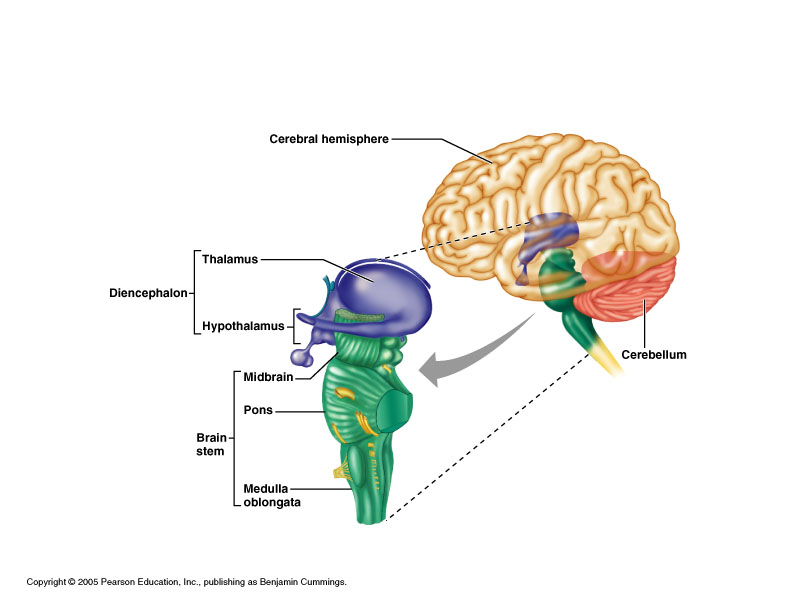 Cerebral hemisphere
Thalamus
Diencephalon
Hypothalamus
Cerebellum
Midbrain
Pons
Brain
stem
Medulla
oblongata
Copyright © 2005 Pearson Education, Inc., publishing as Benjamin Cummings.